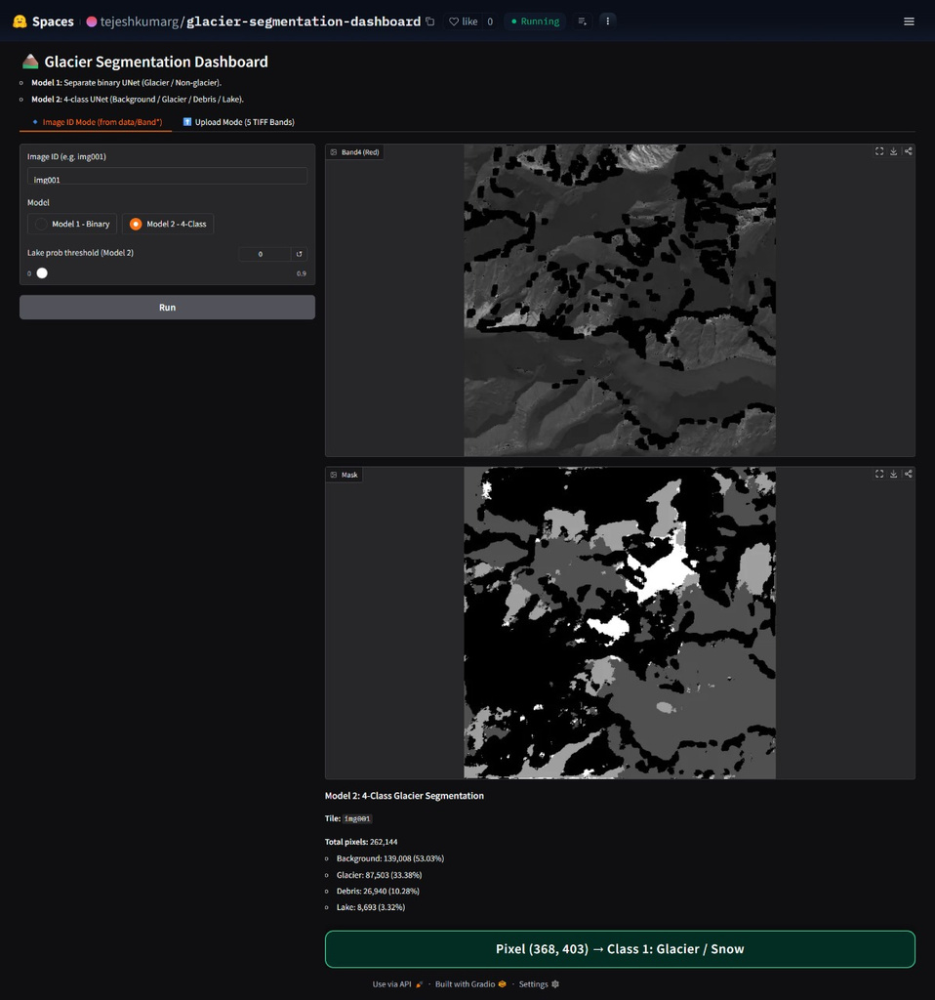 Spaces tejeshkumarg/glacier-segmentation-dashboard like 0 Running
Glacier Segmentation Dashboard
Model 1: Separate binary UNet (Glacier / Non-glacier).
Model 2: 4-class UNet (Background / Glacier / Debris / Lake).
Image ID Mode (from data/Band*) Upload Mode (5 TIFF Bands)
Image ID (e.g. img001)
img001
Model
Model 1 - Binary Model 2 - 4-Class
Lake prob threshold (Model 2) 0
0 0.9
Run
Band4 (Red)
Mask
Model 2: 4-Class Glacier Segmentation
Tile: img001
Total pixels: 262,144
Background: 139,008 (53.03%)
Glacier: 87,503 (33.38%)
Debris: 26,940 (10.28%)
Lake: 8,693 (3.32%)
Pixel (368, 403) → Class 1: Glacier / Snow
Use via API · Built with Gradio · Settings